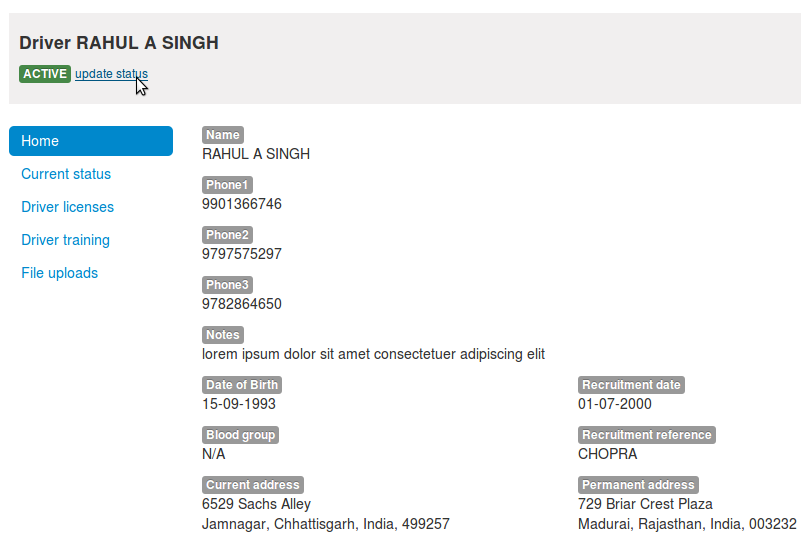 Driver RAHUL A SINGH
ACTIVE update status
Home
Current status
Driver licenses
Driver training
File uploads
Name
RAHUL A SINGH
Phone1
9901366746
Phone2
9797575297
Phone3
9782864650
Notes
lorem ipsum dolor sit amet consectetuer adipiscing elit
Date of Birth
15-09-1993
Recruitment date
01-07-2000
Blood group
N/A
Recruitment reference
CHOPRA
Current address
6529 Sachs Alley
Jamnagar, Chhattisgarh, India, 499257
Permanent address
729 Briar Crest Plaza
Madurai, Rajasthan, India, 003232